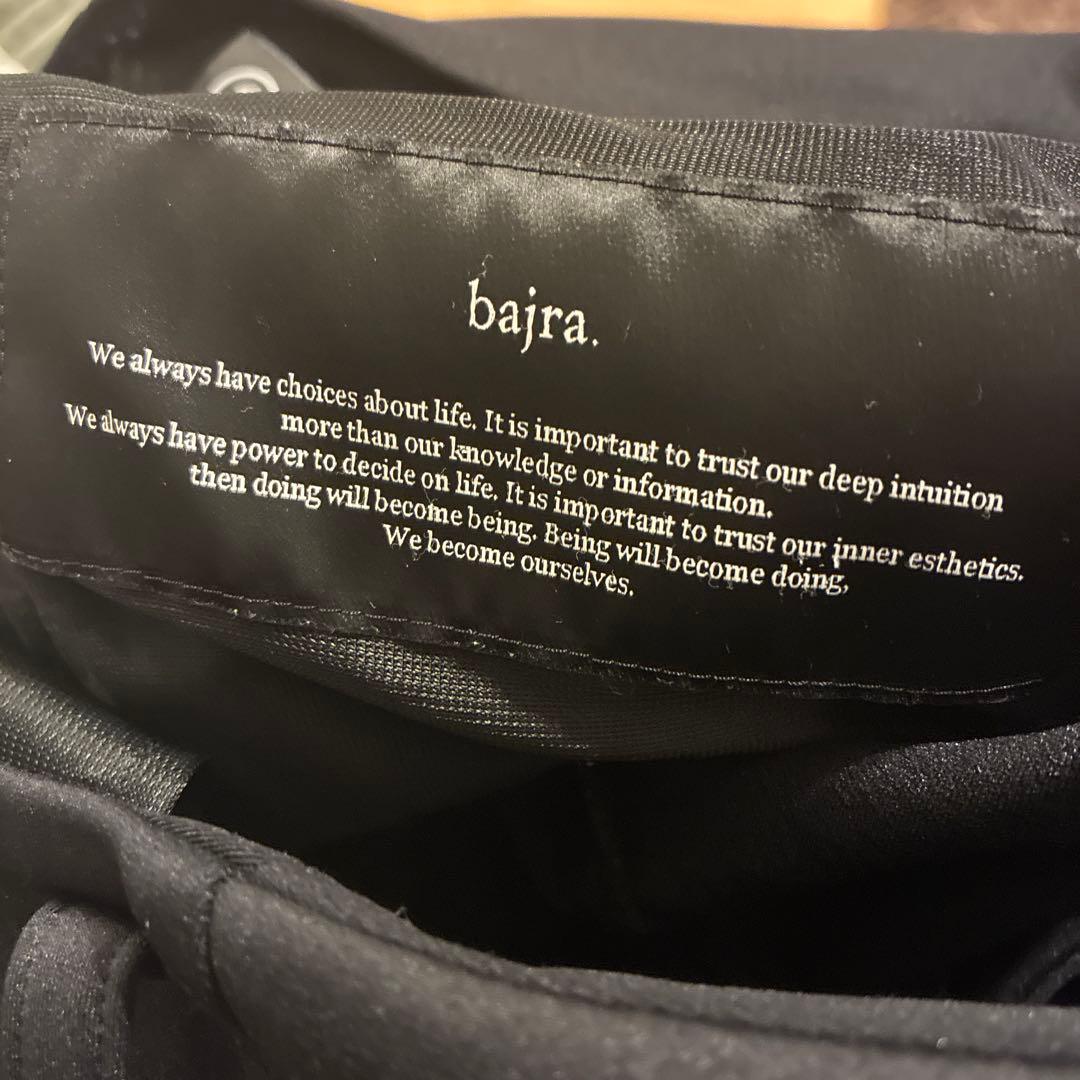 bajra.
We always have choices about life. It is important to trust our deep intuition
more than our knowledge or information.
We always have power to decide on life. It is important to trust our inner esthetics.
then doing will become being. Being will become doing,
We become ourselves.